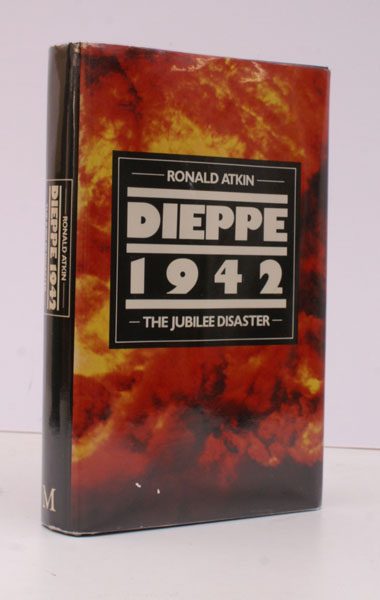 RONALD ATKIN
DIEPPE
1942
THE JUBILEE DISASTER
RONALD ATKIN
DIEPPE 1942
M